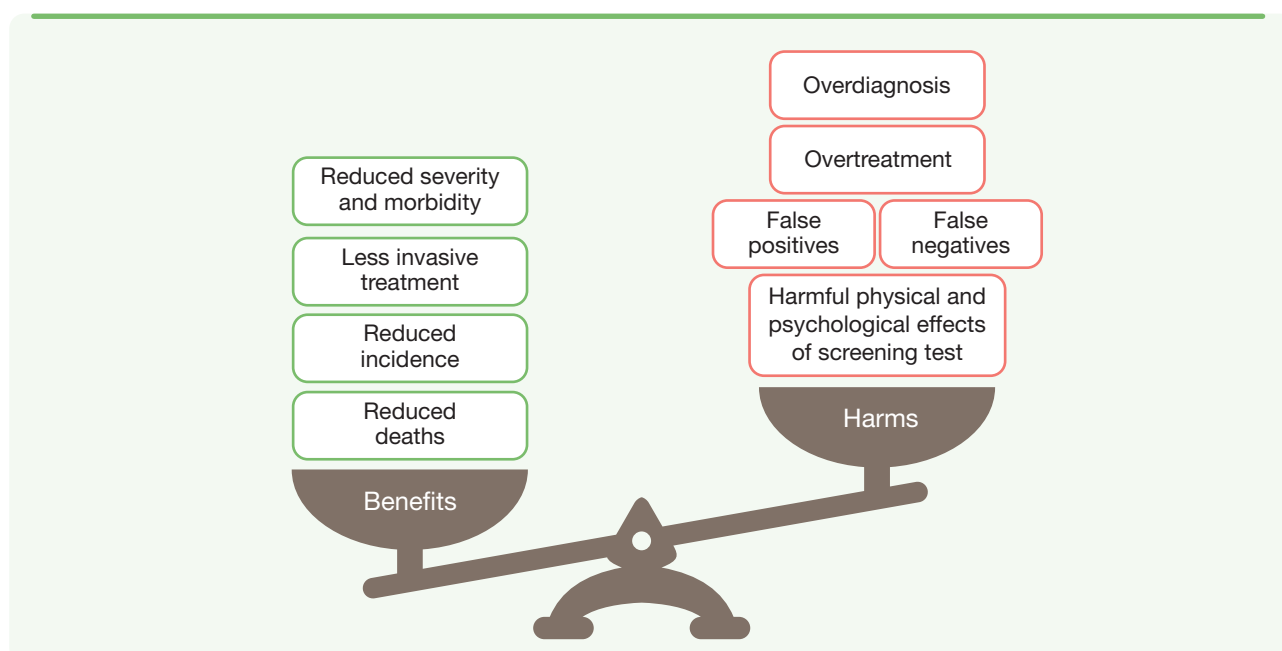 Reduced severity
and morbidity
Less invasive
treatment
Reduced
incidence
Reduced
deaths
Benefits
Overdiagnosis
Overtreatment
False
positives
False
negatives
Harmful physical and
psychological effects
of screening test
Harms